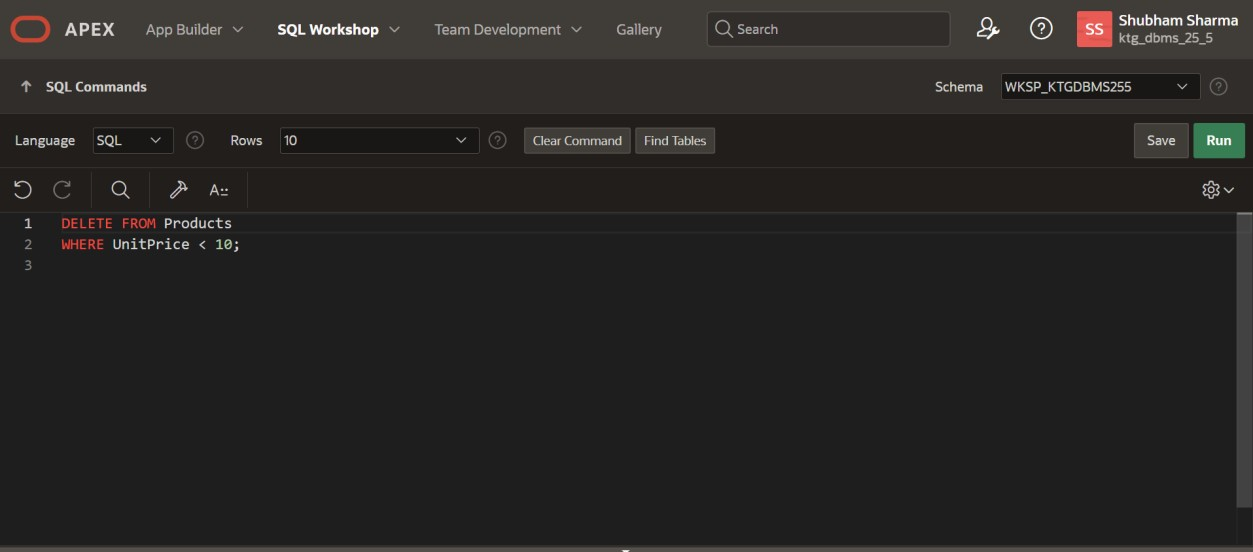 APEX App Builder SQL Workshop Team Development Gallery Search SS Shubham Sharma
ktg_dbms_25_5
SQL Commands Schema WKSP_KTGDBMS255
Language SQL Rows 10 Clear Command Find Tables Save Run
A::
1 DELETE FROM Products
2 WHERE UnitPrice < 10;
3